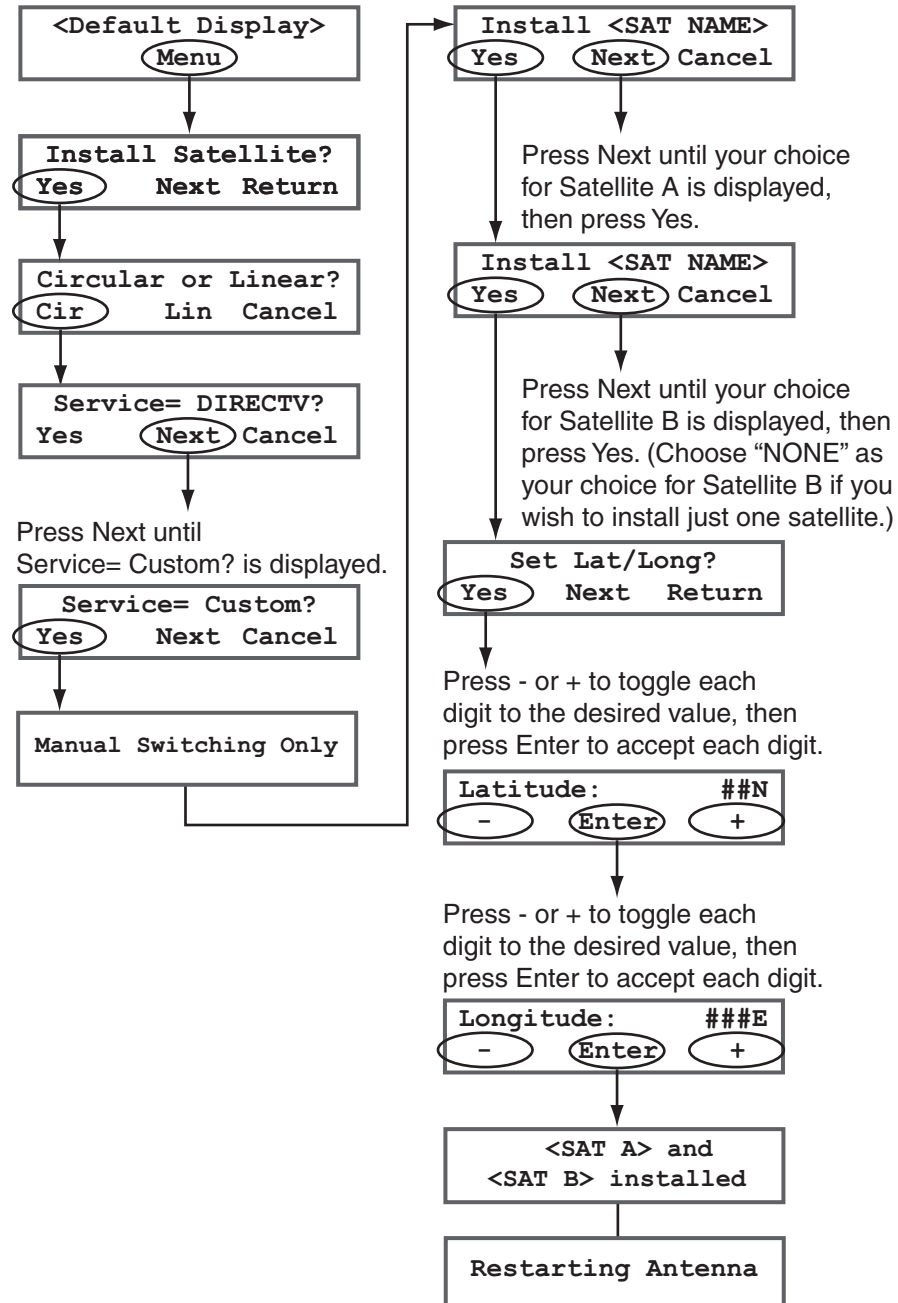 <Default Display>
Menu
Install Satellite?
Yes Next Return
Circular or Linear?
Cir Lin Cancel
Service= DIRECTV?
Yes Next Cancel
Press Next until
Service= Custom? is displayed.
Service= Custom?
Yes Next Cancel
Manual Switching Only
Install <SAT NAME>
Yes Next Cancel
Press Next until your choice
for Satellite A is displayed,
then press Yes.
Install <SAT NAME>
Yes Next Cancel
Press Next until your choice
for Satellite B is displayed, then
press Yes. (Choose “NONE” as
your choice for Satellite B if you
wish to install just one satellite.)
Set Lat/Long?
Yes Next Return
Press - or + to toggle each
digit to the desired value, then
press Enter to accept each digit.
Latitude: ##N
- Enter +
Press - or + to toggle each
digit to the desired value, then
press Enter to accept each digit.
Longitude: ###E
- Enter +
<SAT A> and
<SAT B> installed
Restarting Antenna